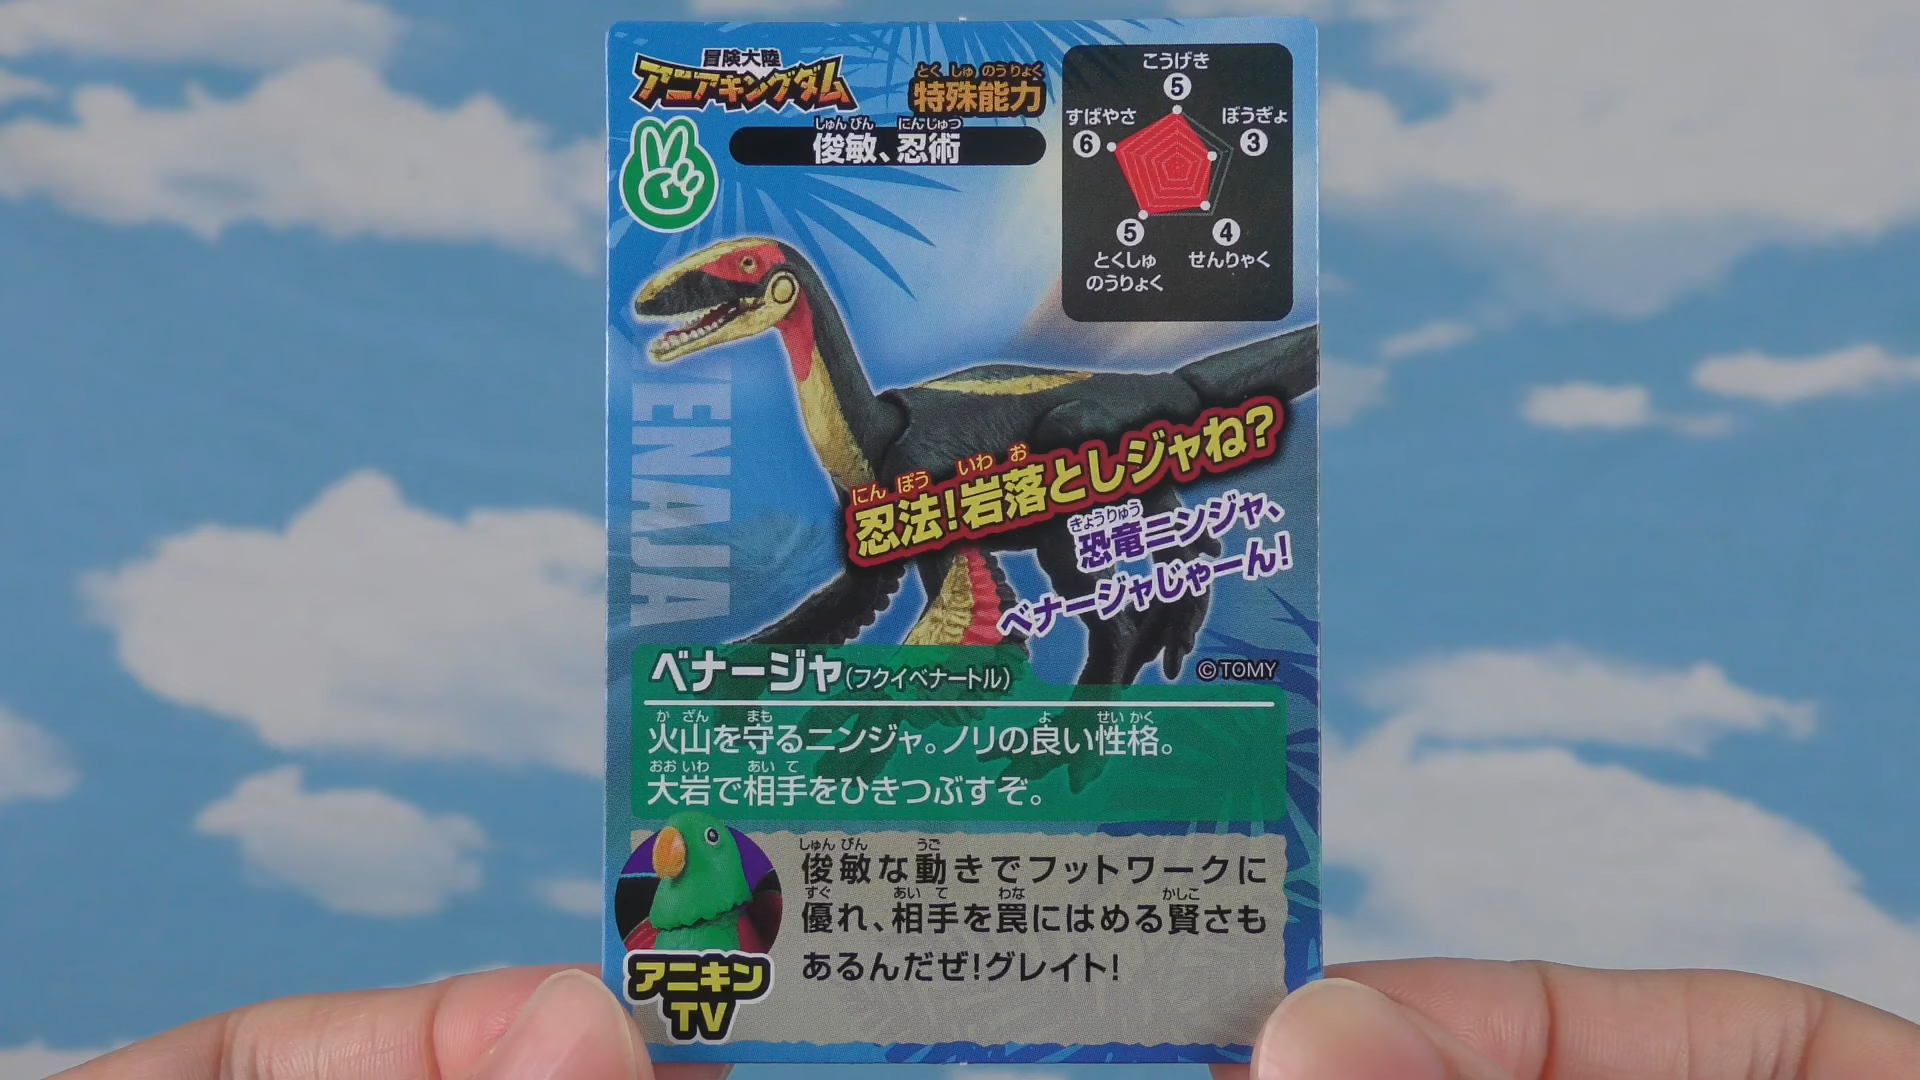 冒険大陸
アニアキングダム
とくしゅのうりょく
特殊能力
しゅんびん にんじゅつ
俊敏、忍術
こうげき
5
すばやさ
6
ぼうぎょ
3
5
とくしゅ
のうりょく
4
せんりゃく
ENAJA
にんぽう いわ お
忍法!岩落としジャね?
きょうりゅう
恐竜ニンジャ、
ベナージャじゃーん!
©TOMY
ベナージャ(フクイベナートル)
かざん まも よ せいかく
火山を守るニンジャ。ノリの良い性格。
おおいわ あいて
大岩で相手をひきつぶすぞ。
しゅんびん うご
俊敏な動きでフットワークに
すぐ あいて わな かしこ
優れ、相手を罠にはめる賢さも
あるんだぜ!グレイト!
アニキン
TV